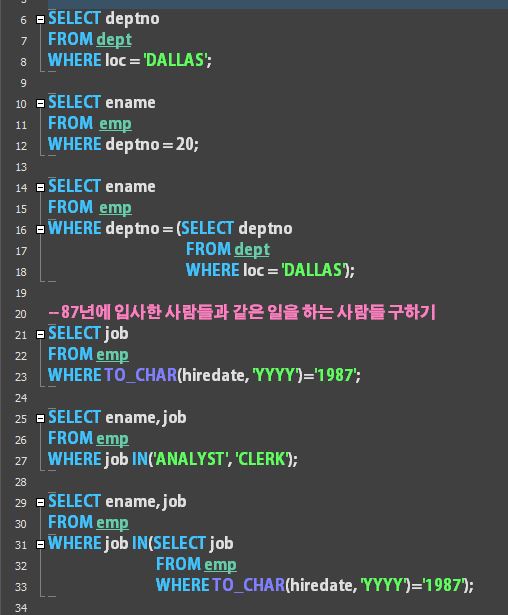 6 SELECT deptno
7 FROM dept
8 WHERE loc = 'DALLAS';
9
10 SELECT ename
11 FROM emp
12 WHERE deptno = 20;
13
14 SELECT ename
15 FROM emp
16 WHERE deptno = (SELECT deptno
17 FROM dept
18 WHERE loc = 'DALLAS');
19
20 --87년에 입사한 사람들과 같은 일을 하는 사람들 구하기
21 SELECT job
22 FROM emp
23 WHERE TO_CHAR(hiredate, 'YYYY')='1987';
24
25 SELECT ename, job
26 FROM emp
27 WHERE job IN('ANALYST', 'CLERK');
28
29 SELECT ename, job
30 FROM emp
31 WHERE job IN(SELECT job
32 FROM emp
33 WHERE TO_CHAR(hiredate, 'YYYY')='1987');
34